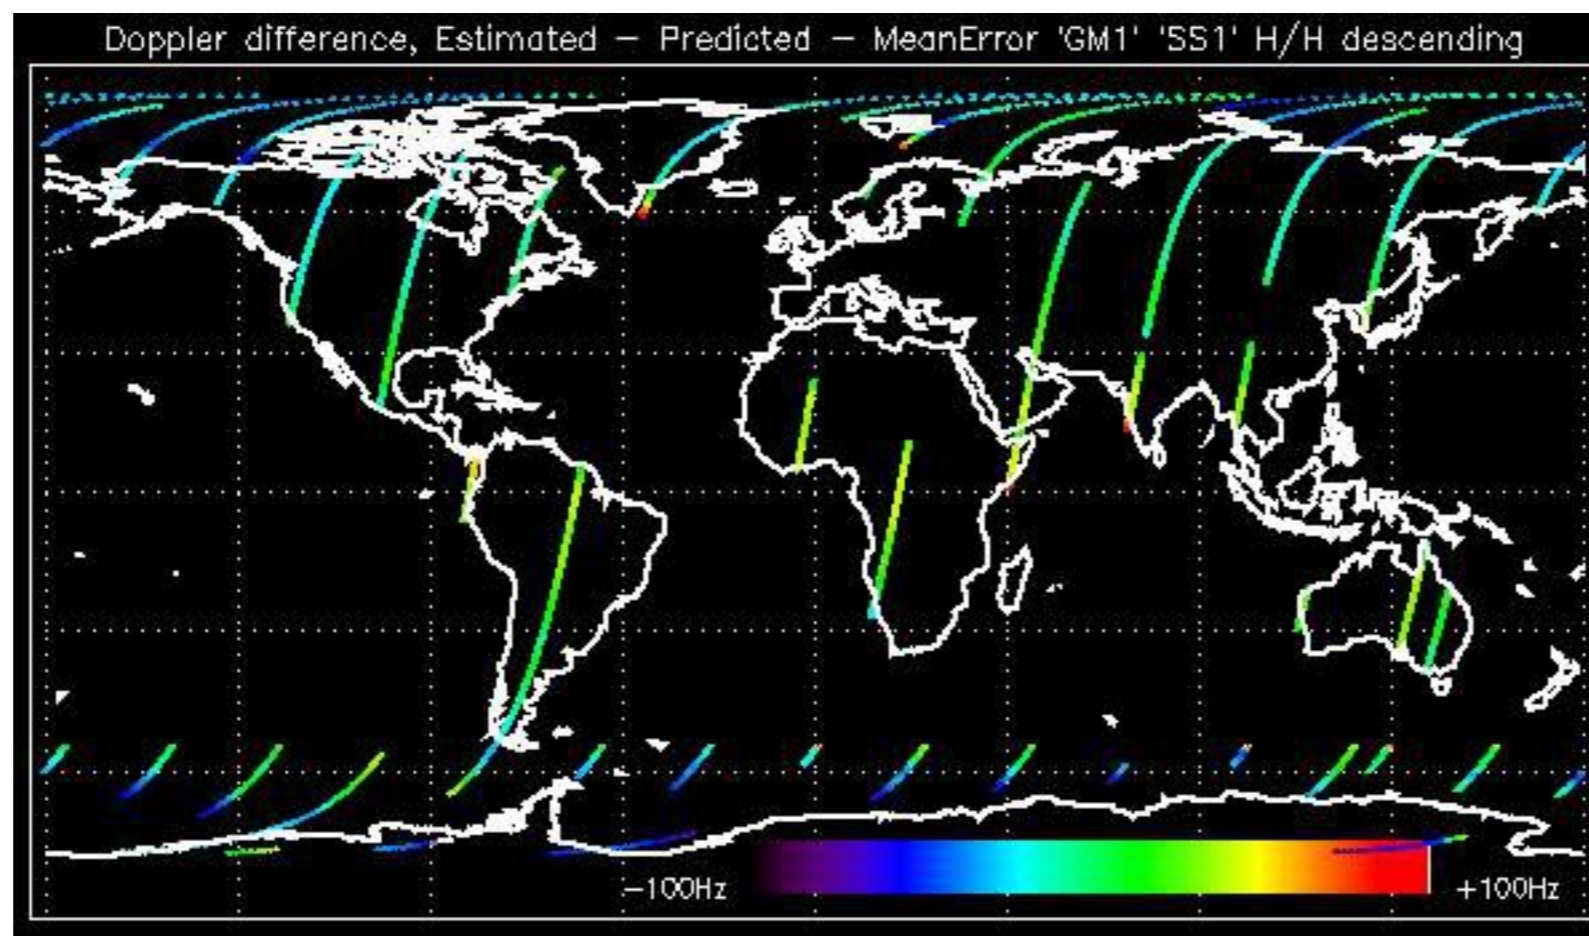 Doppler difference, Estimated – Predicted – MeanError 'GM1' 'SS1' H/H descending
–100Hz +100Hz